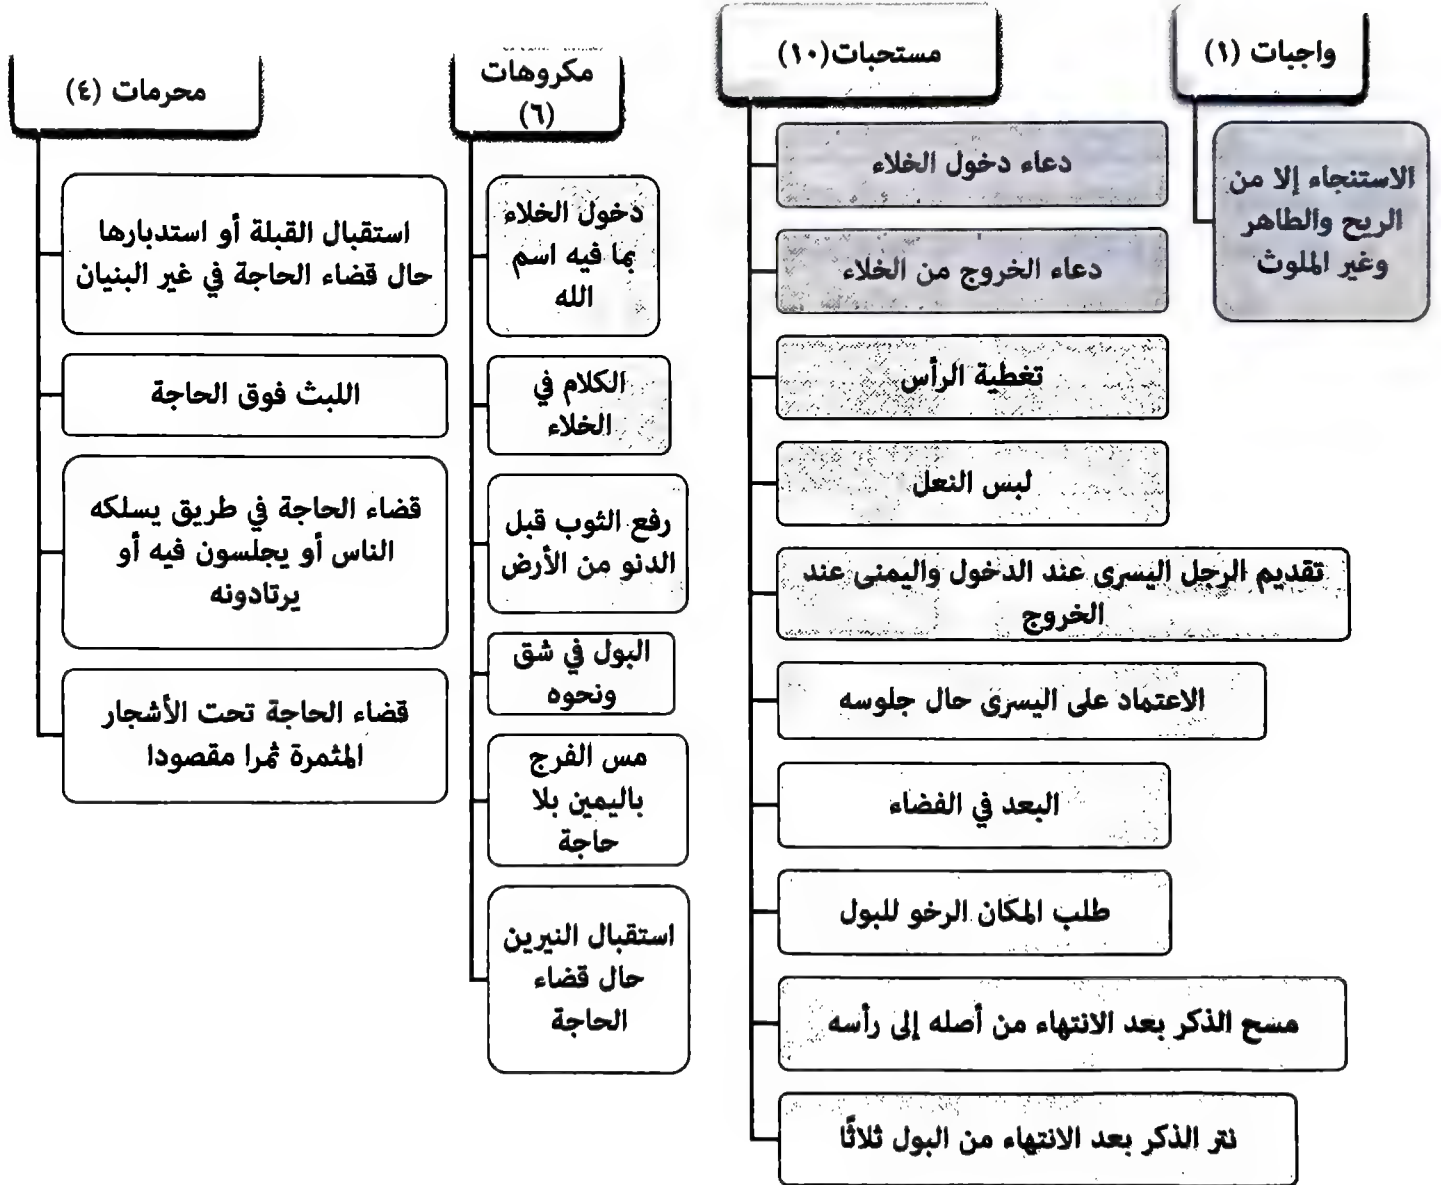 واجبات (١)
الاستنجاء إلا من
الريح والطاهر
وغير الملوث
مستحبات(١٠)
دعاء دخول الخلاء
دعاء الخروج من الخلاء
تغطية الرأس
لبس النعل
تقديم الرجل اليسرى عند الدخول واليمنى عند
الخروج
الاعتماد على اليسرى حال جلوسه
البعد في الفضاء
طلب المكان الرخو للبول
مسح الذكر بعد الانتهاء من أصله إلى رأسه
نتر الذكر بعد الانتهاء من البول ثلاثًا
مكروهات
(٦)
دخول الخلاء
بما فيه اسم
الله
الكلام في
الخلاء
رفع الثوب قبل
الدنو من الأرض
البول في شق
ونحوه
مس الفرج
باليمين بلا
حاجة
استقبال النيرين
حال قضاء
الحاجة
محرمات (٤)
استقبال القبلة أو استدبارها
حال قضاء الحاجة في غير البنيان
اللبث فوق الحاجة
قضاء الحاجة في طريق يسلكه
الناس أو يجلسون فيه أو
يرتادونه
قضاء الحاجة تحت الأشجار
المثمرة ثمرا مقصودا